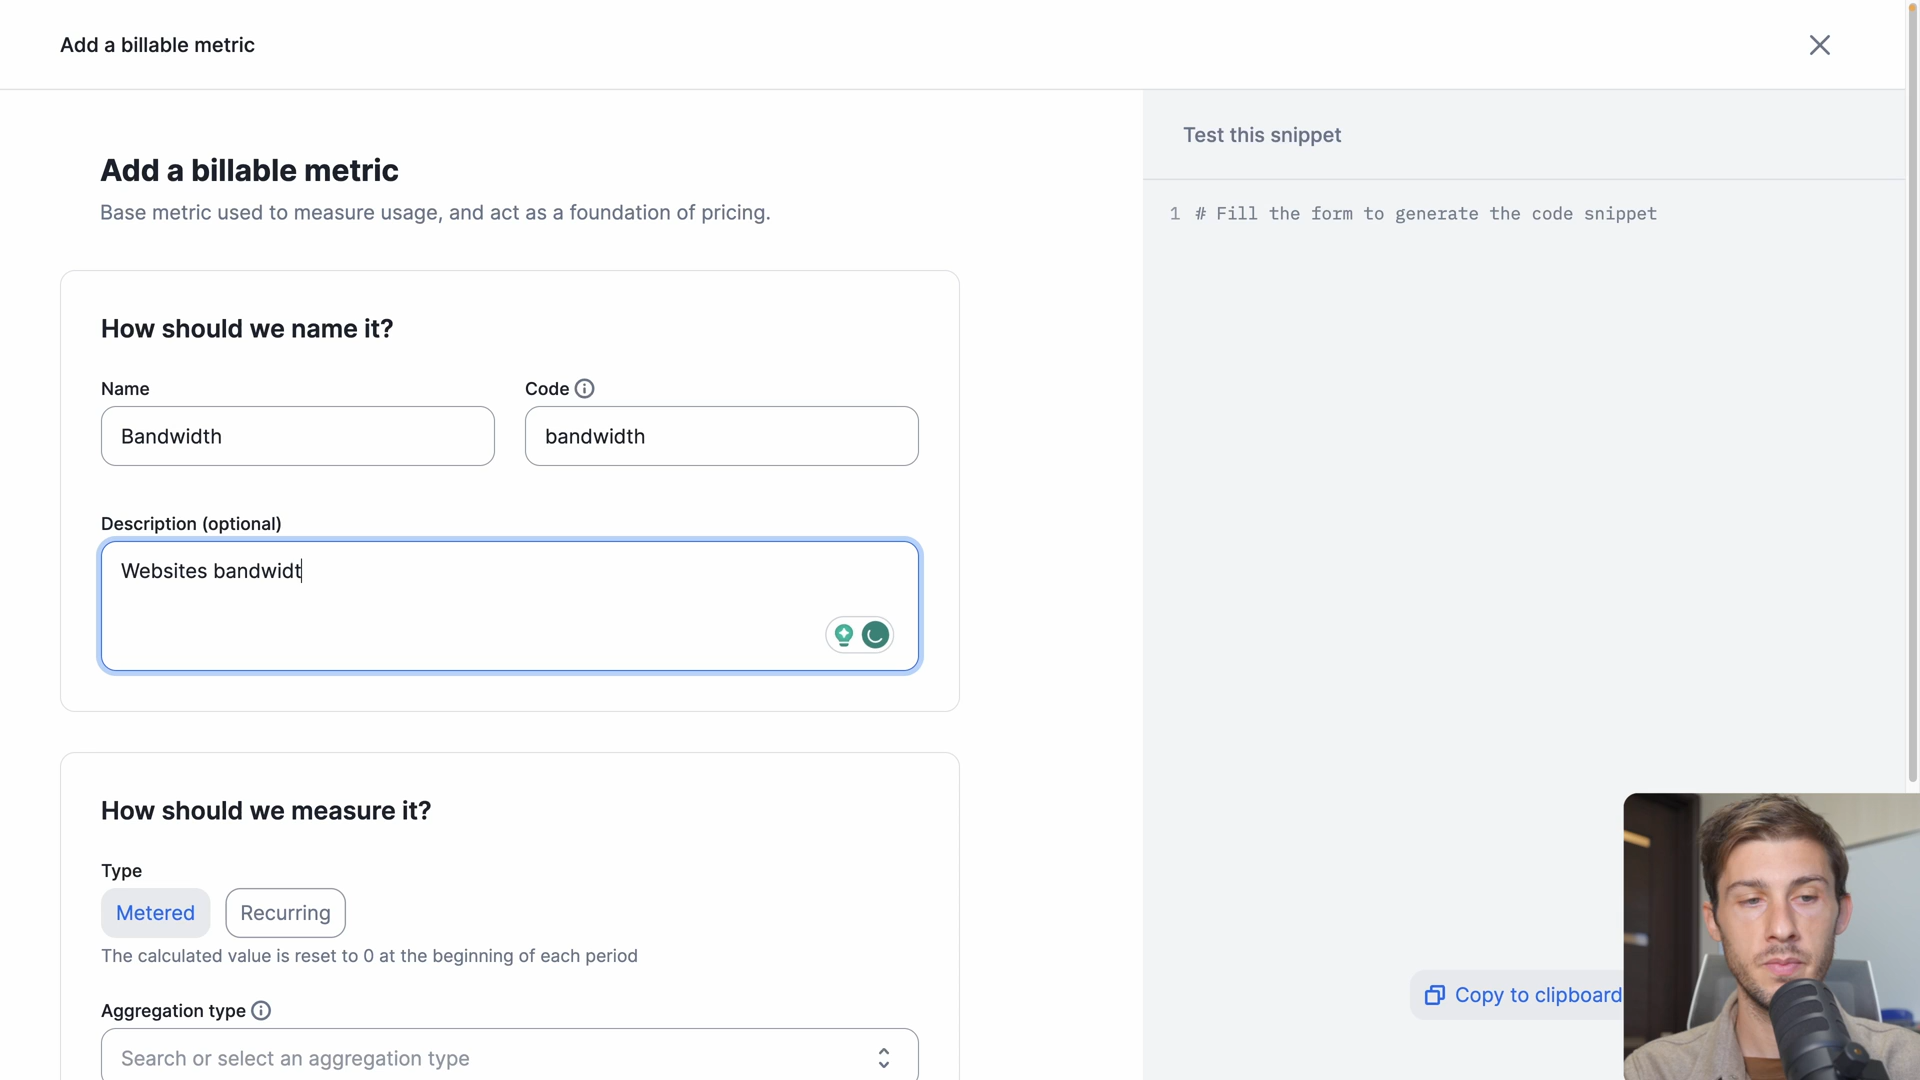 Add a billable metric
Add a billable metric
Base metric used to measure usage, and act as a foundation of pricing.
How should we name it?
Name
Code
Bandwidth
bandwidth
Description (optional)
Websites bandwidt
How should we measure it?
Type
Metered
Recurring
The calculated value is reset to 0 at the beginning of each period
Aggregation type
Search or select an aggregation type
Test this snippet
1 # Fill the form to generate the code snippet
Copy to clipboard